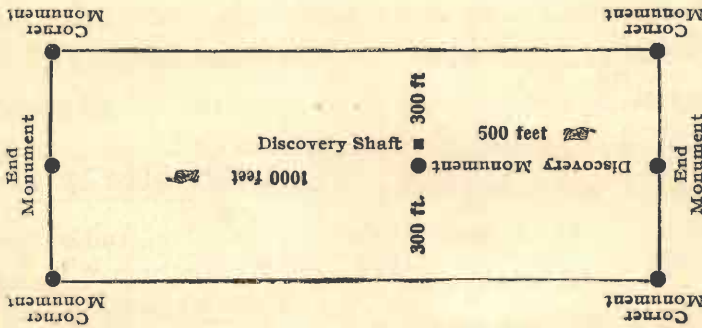 Corner
Monument
Corner
Monument
300 ft
500 feet
Discovery Shaft
Discovery Monument
End
Monument
1000 feet
300 ft.
End
Monument
Corner
Monument
Corner
Monument